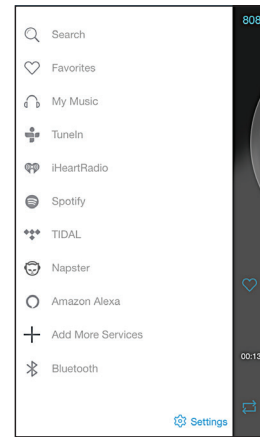 Search
Favorites
My Music
TuneIn
iHeartRadio
Spotify
TIDAL
Napster
Amazon Alexa
Add More Services
Bluetooth
Settings
808
00:13